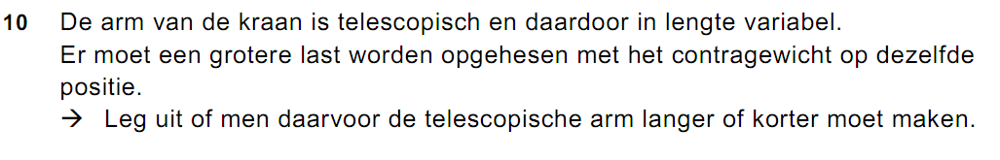 10 De arm van de kraan is telescopisch en daardoor in lengte variabel.
Er moet een grotere last worden opgehesen met het contragewicht op dezelfde
positie.
→ Leg uit of men daarvoor de telescopische arm langer of korter moet maken.